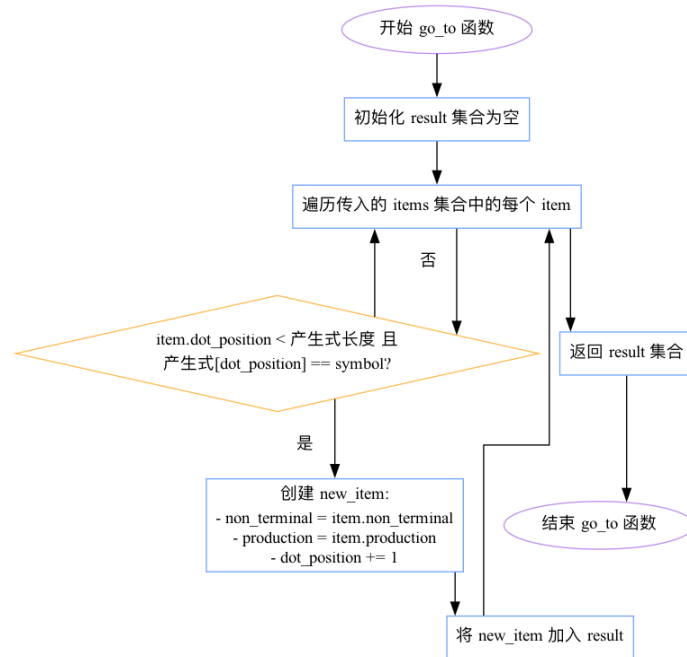 开始 go_to 函数
初始化 result 集合为空
遍历传入的 items 集合中的每个 item
否
item.dot_position < 产生式长度 且
产生式[dot_position] == symbol?
返回 result 集合
是
创建 new_item:
- non_terminal = item.non_terminal
- production = item.production
- dot_position += 1
结束 go_to 函数
将 new_item 加入 result